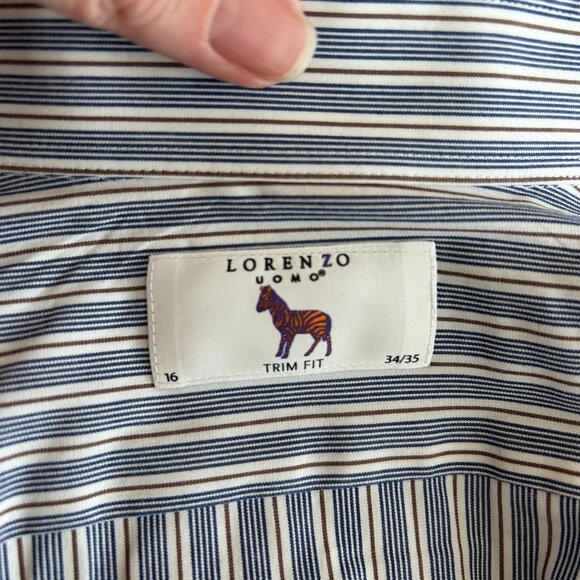 LORENZO
UOMO®
TRIM FIT
16
34/35